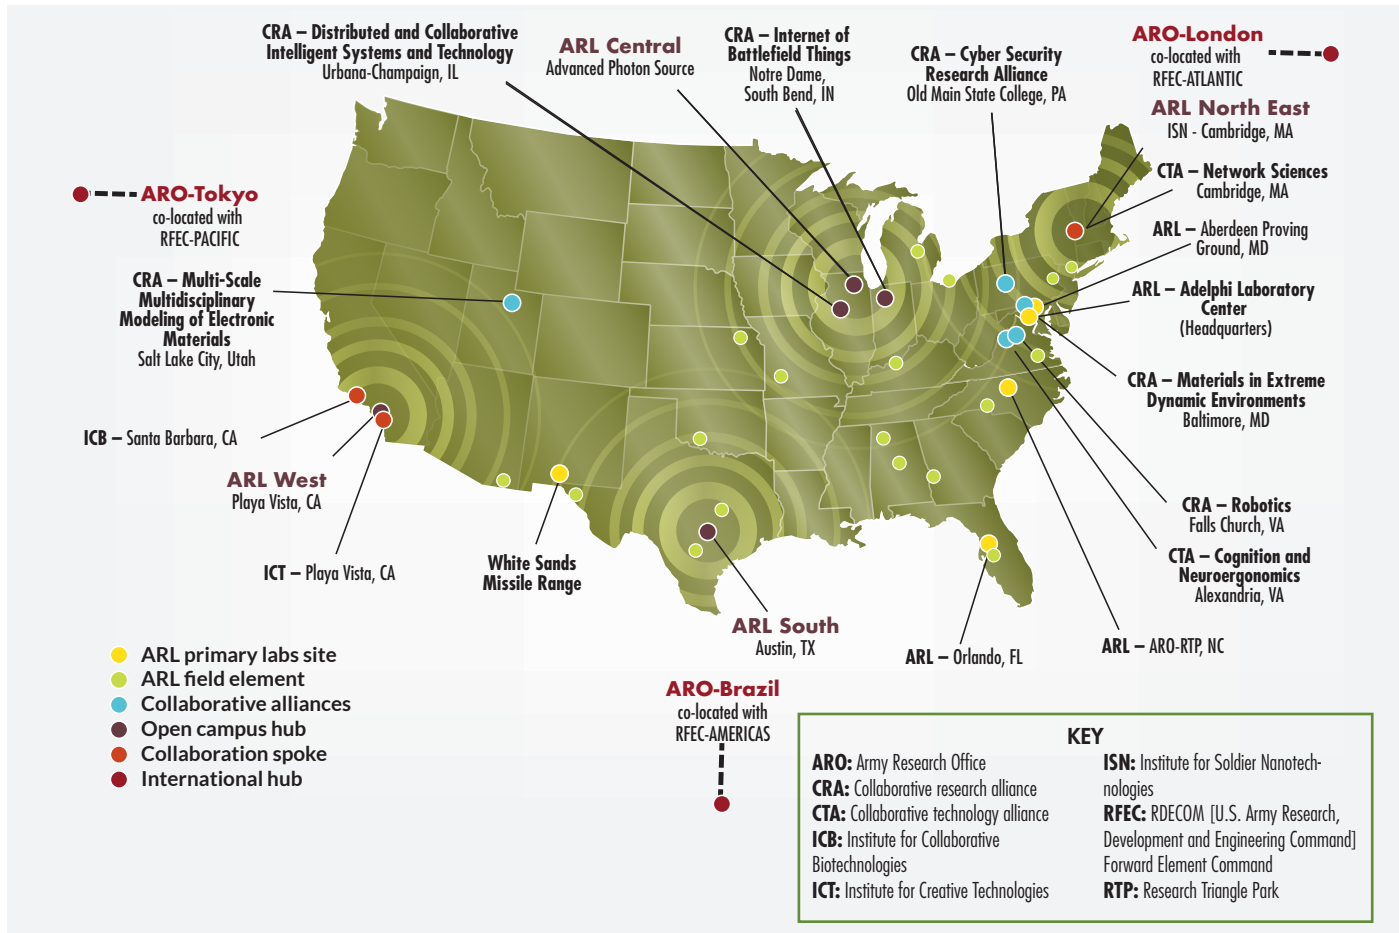 CRA – Distributed and Collaborative
Intelligent Systems and Technology
Urbana-Champaign, IL
ARL Central
Advanced Photon Source
CRA – Internet of
Battlefield Things
Notre Dame,
South Bend, IN
CRA – Cyber Security
Research Alliance
Old Main State College, PA
ARO-London
co-located with
RFEC-ATLANTIC
ARL North East
ISN - Cambridge, MA
CTA – Network Sciences
Cambridge, MA
ARL – Aberdeen Proving
Ground, MD
ARL – Adelphi Laboratory
Center
(Headquarters)
CRA – Materials in Extreme
Dynamic Environments
Baltimore, MD
CRA – Robotics
Falls Church, VA
CTA – Cognition and
Neuroergonomics
Alexandria, VA
ARL – ARO-RTP, NC
ARL – Orlando, FL
ARO-Tokyo
co-located with
RFEC-PACIFIC
CRA – Multi-Scale
Multidisciplinary
Modeling of Electronic
Materials
Salt Lake City, Utah
ICB – Santa Barbara, CA
ARL West
Playa Vista, CA
ICT – Playa Vista, CA
White Sands
Missile Range
ARL South
Austin, TX
ARO-Brazil
co-located with
RFEC-AMERICAS
ARL primary labs site
ARL field element
Collaborative alliances
Open campus hub
Collaboration spoke
International hub
KEY
ARO: Army Research Office
CRA: Collaborative research alliance
CTA: Collaborative technology alliance
ICB: Institute for Collaborative
Biotechnologies
ICT: Institute for Creative Technologies
ISN: Institute for Soldier Nanotech-
nologies
RFEC: RDECOM [U.S. Army Research,
Development and Engineering Command]
Forward Element Command
RTP: Research Triangle Park